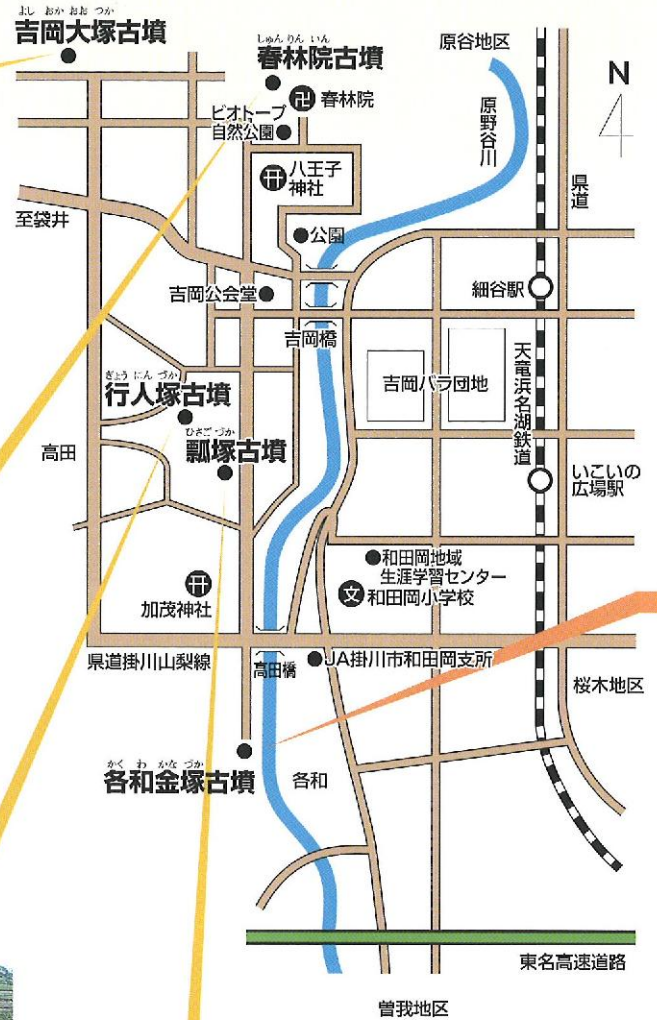 よしおかおおつか
吉岡大塚古墳
しゅんりんいん
春林院古墳
原谷地区
N
卍 春林院
ビオトープ
自然公園
原野谷川
八王子
神社
県道
至袋井
公園
吉岡公会堂
細谷駅
吉岡橋
吉岡バラ団地
天竜浜名湖鉄道
ぎょうにんづか
行人塚古墳
ひさごづか
瓢塚古墳
高田
いこいの
広場駅
和田岡地域
生涯学習センター
文 和田岡小学校
加茂神社
県道掛川山梨線
高田橋
JA掛川市和田岡支所
桜木地区
かくわかなづか
各和金塚古墳
各和
東名高速道路
曽我地区